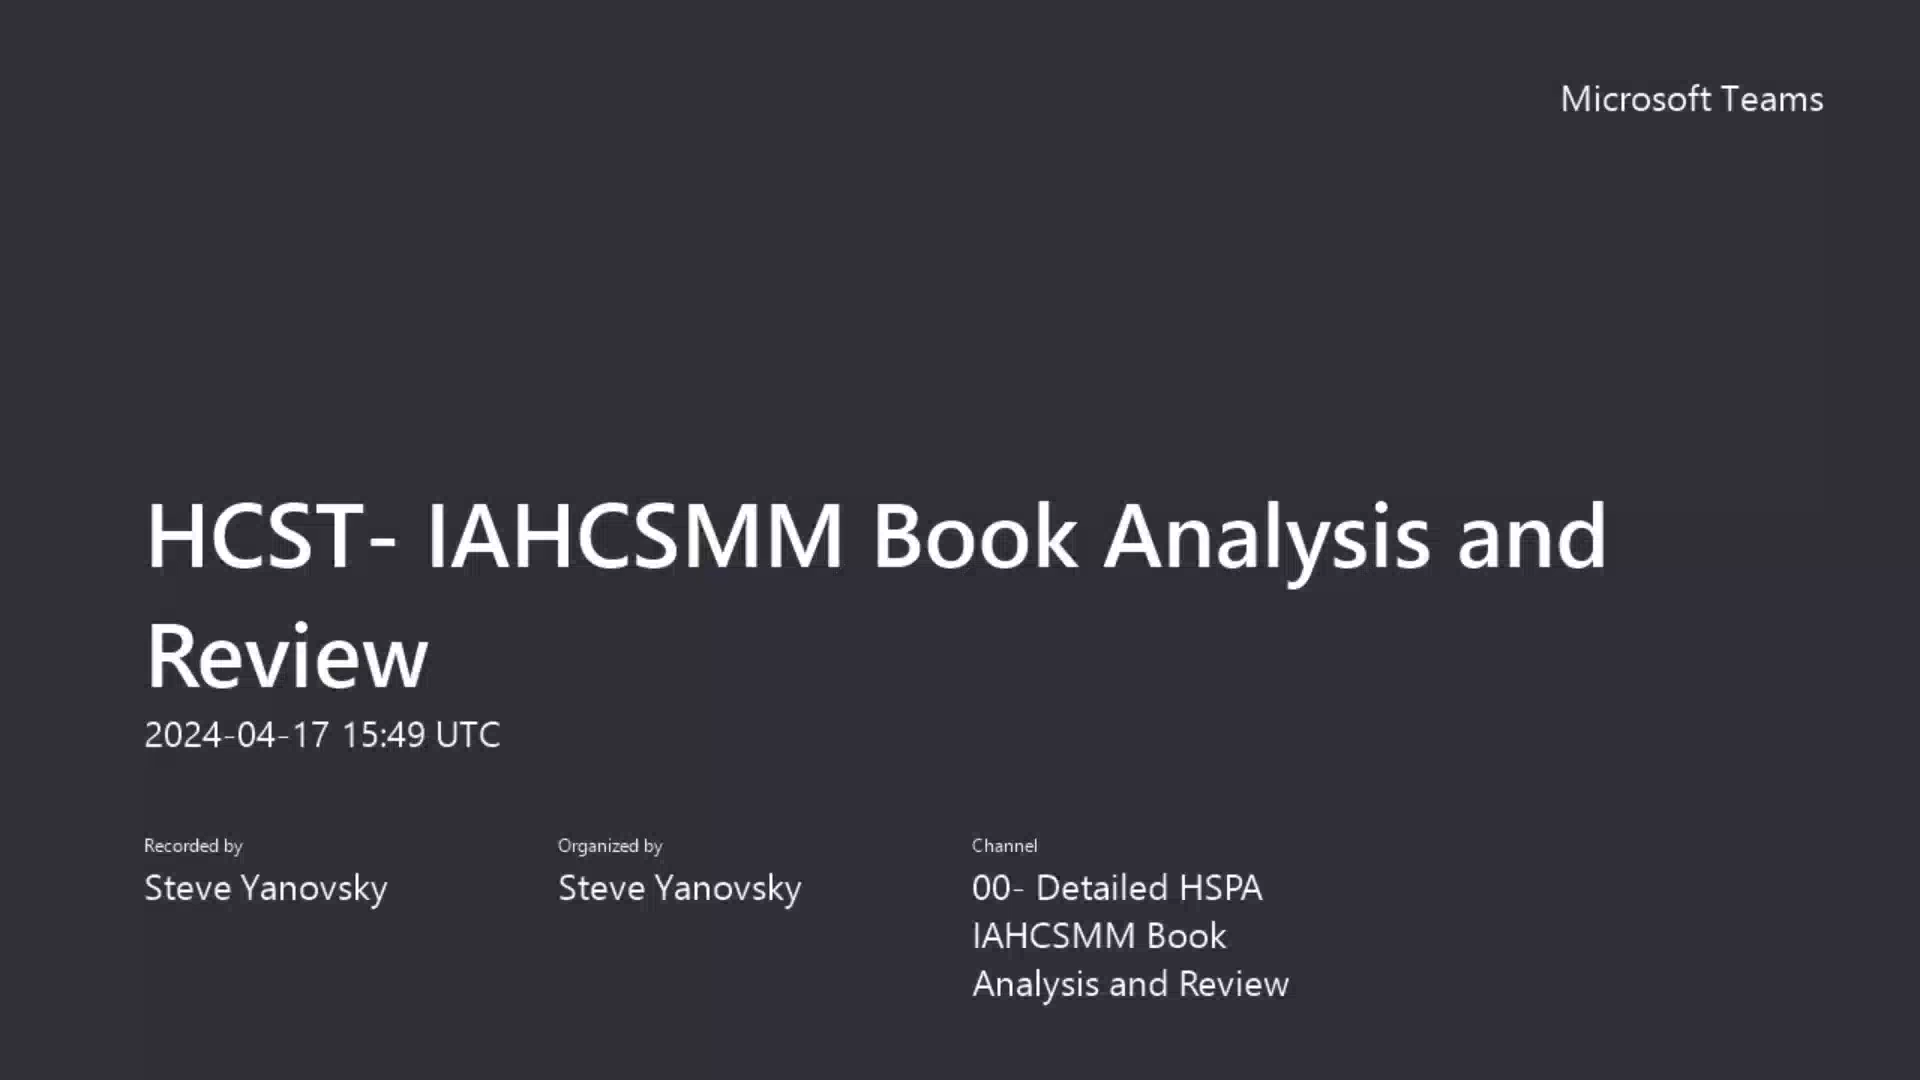 Microsoft Teams
HCST- IAHCSMM Book Analysis and
Review
2024-04-17 15:49 UTC
Recorded by
Steve Yanovsky
Organized by
Steve Yanovsky
Channel
00- Detailed HSPA
IAHCSMM Book
Analysis and Review